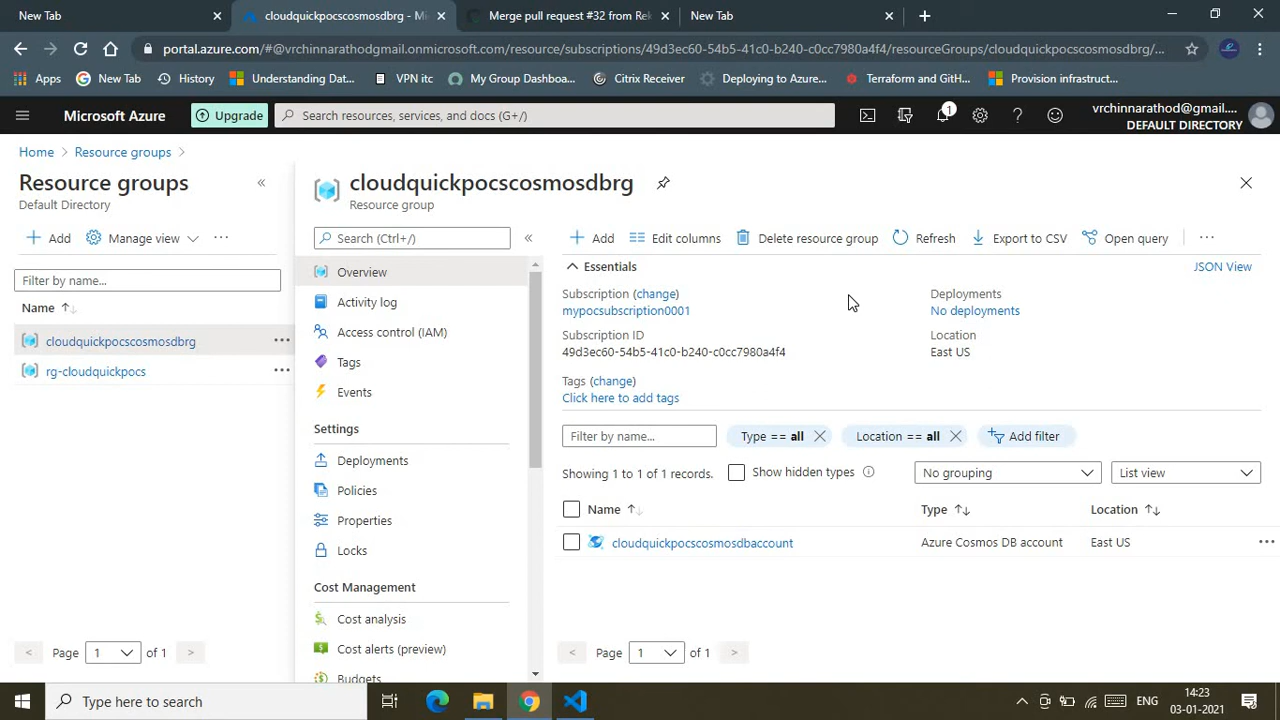 New Tab
cloudquickpocscosmosdbrg - Mi
Merge pull request #32 from Rek
New Tab
portal.azure.com/#@vrchinnarathodgmail.onmicrosoft.com/resource/subscriptions/49d3ec60-54b5-41c0-b240-c0cc7980a4f4/resourceGroups/cloudquickpocscosmosdbrg/...
Apps
New Tab
History
Understanding Dat...
VPN itc
My Group Dashboa...
Citrix Receiver
Deploying to Azure...
Terraform and GitH...
Provision infrastruct...
Microsoft Azure
Upgrade
Search resources, services, and docs (G+/)
1
vrchinnarathod@gmail....
DEFAULT DIRECTORY
Home > Resource groups >
Resource groups
Default Directory
Add
Manage view
Filter by name...
Name
cloudquickpocscosmosdbrg
rg-cloudquickpocs
Page 1 of 1
cloudquickpocscosmosdbrg
Resource group
Search (Ctrl+/)
Overview
Activity log
Access control (IAM)
Tags
Events
Settings
Deployments
Policies
Properties
Locks
Cost Management
Cost analysis
Cost alerts (preview)
Budgets
Add
Edit columns
Delete resource group
Refresh
Export to CSV
Open query
Essentials
JSON View
Subscription (change)
mypocsubscription0001
Subscription ID
49d3ec60-54b5-41c0-b240-c0cc7980a4f4
Tags (change)
Click here to add tags
Deployments
No deployments
Location
East US
Filter by name...
Type == all
Location == all
Add filter
Showing 1 to 1 of 1 records.
Show hidden types
No grouping
List view
Name
Type
Location
cloudquickpocscosmosdbaccount
Azure Cosmos DB account
East US
Page 1 of 1
Type here to search
ENG
14:23
03-01-2021